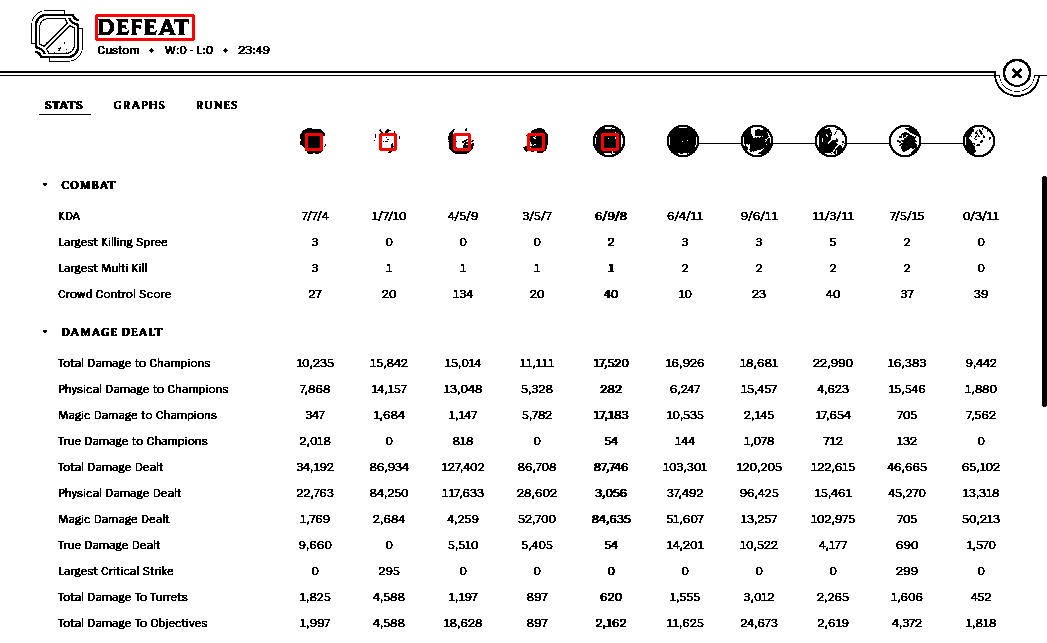 DEFEAT
Custom • W:0 - L:0 • 23:49
STATS GRAPHS RUNES
COMBAT
KDA 7/7/4 1/7/10 4/5/9 3/5/7 6/9/8 6/4/11 9/6/11 11/3/11 7/5/15 0/3/11
Largest Killing Spree 3 0 0 0 2 3 3 5 2 0
Largest Multi Kill 3 1 1 1 1 2 2 2 2 0
Crowd Control Score 27 20 134 20 40 10 23 40 37 39
DAMAGE DEALT
Total Damage to Champions 10,235 15,842 15,014 11,111 17,520 16,926 18,681 22,990 16,383 9,442
Physical Damage to Champions 7,868 14,157 13,048 5,328 282 6,247 15,457 4,623 15,546 1,880
Magic Damage to Champions 347 1,684 1,147 5,782 17,183 10,535 2,145 17,654 705 7,562
True Damage to Champions 2,018 0 818 0 54 144 1,078 712 132 0
Total Damage Dealt 34,192 86,934 127,402 86,708 87,746 103,301 120,205 122,615 46,665 65,102
Physical Damage Dealt 22,763 84,250 117,633 28,602 3,056 37,492 96,425 15,461 45,270 13,318
Magic Damage Dealt 1,769 2,684 4,259 52,700 84,635 51,607 13,257 102,975 705 50,213
True Damage Dealt 9,660 0 5,510 5,405 54 14,201 10,522 4,177 690 1,570
Largest Critical Strike 0 295 0 0 0 0 0 0 299 0
Total Damage To Turrets 1,825 4,588 1,197 897 620 1,555 3,012 2,265 1,606 452
Total Damage To Objectives 1,997 4,588 18,628 897 2,162 11,625 24,673 2,619 4,372 1,818